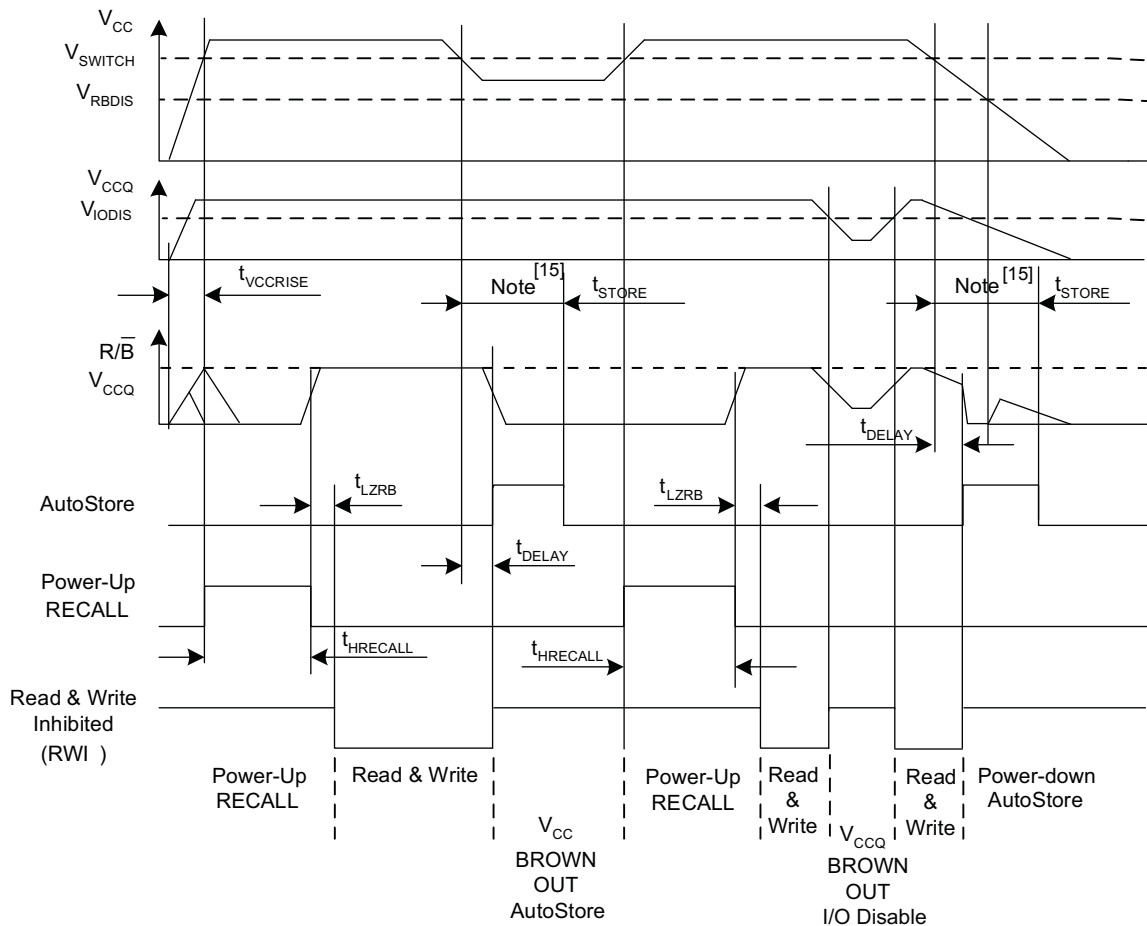 VCC
VSWITCH
VRBDIS
VCCQ
VIODIS
tVCCRISE
Note[15]
tSTORE
Note[15]
tSTORE
R/B̅
VCCQ
tDELAY
tLZRB
tLZRB
AutoStore
tDELAY
Power-Up
RECALL
tHRECALL
tHRECALL
Read & Write
Inhibited
(RWI )
Power-Up
RECALL
Read & Write
VCC
BROWN
OUT
AutoStore
Power-Up
RECALL
Read
&
Write
VCCQ
BROWN
OUT
I/O Disable
Read
&
Write
Power-down
AutoStore